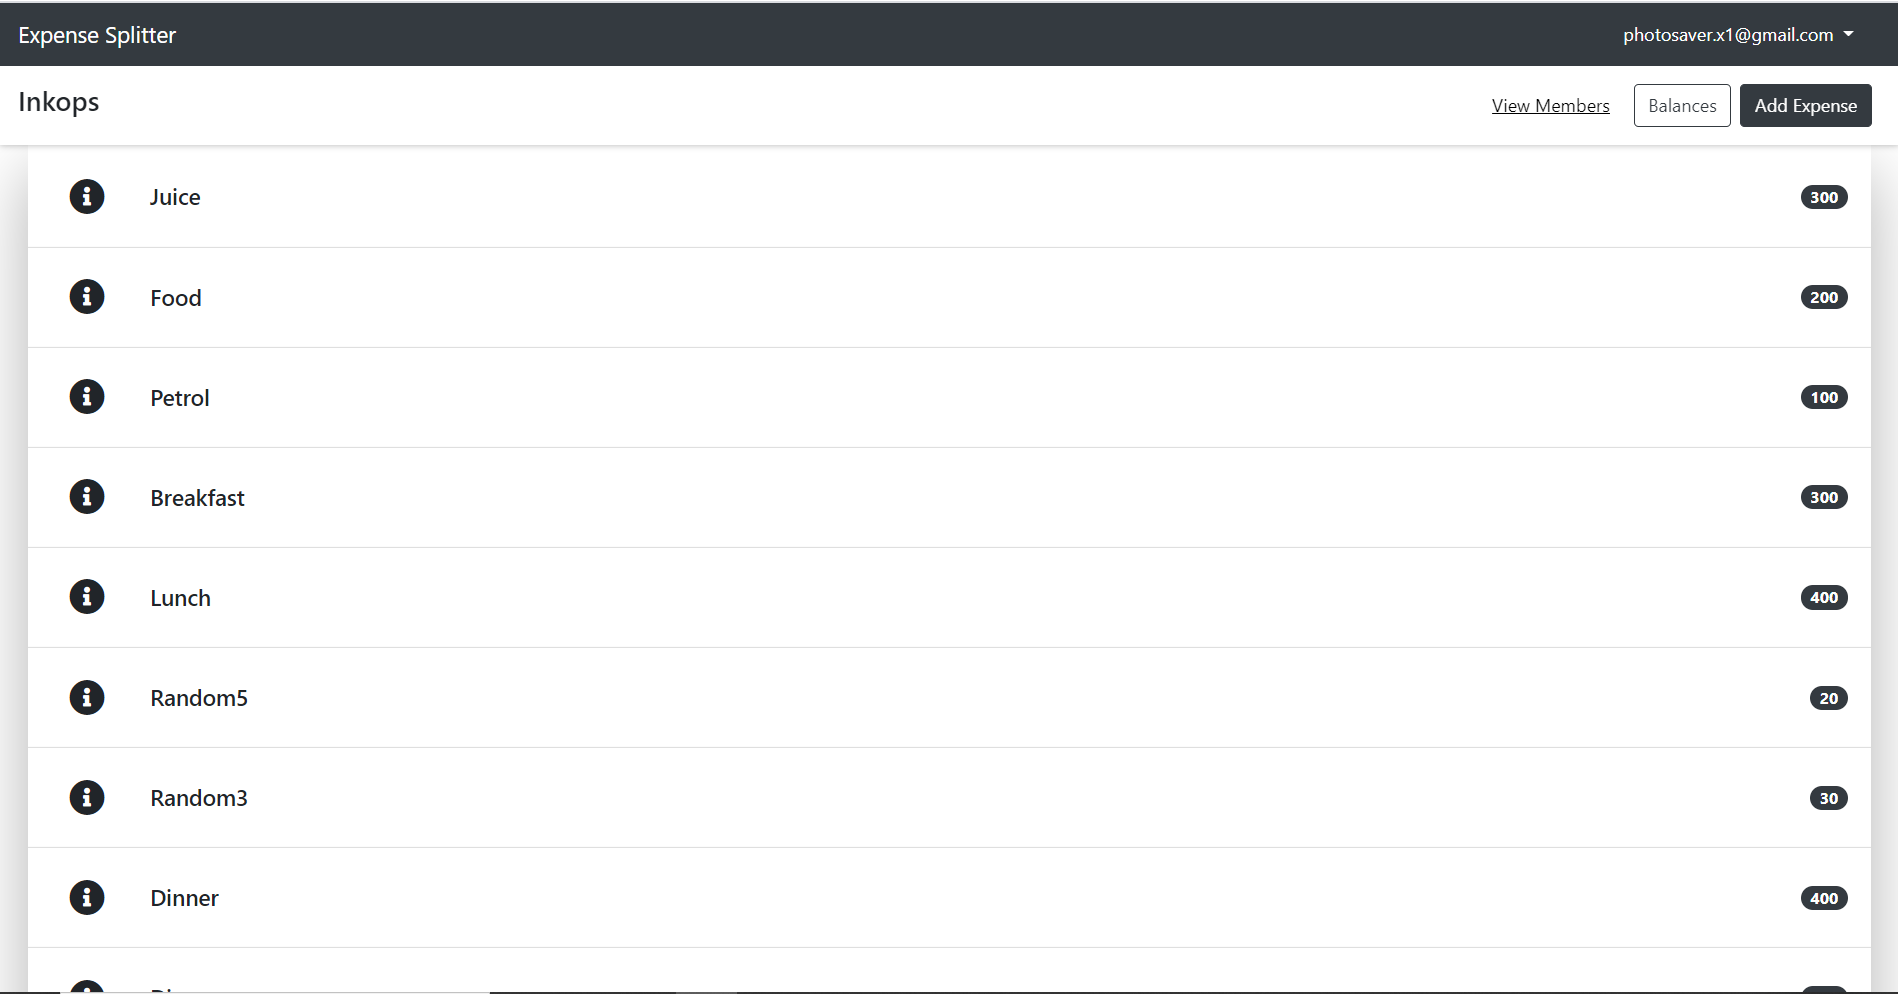 Expense Splitter
photosaver.x1@gmail.com
Inkops
View Members
Balances
Add Expense
Juice
300
Food
200
Petrol
100
Breakfast
300
Lunch
400
Random5
20
Random3
30
Dinner
400